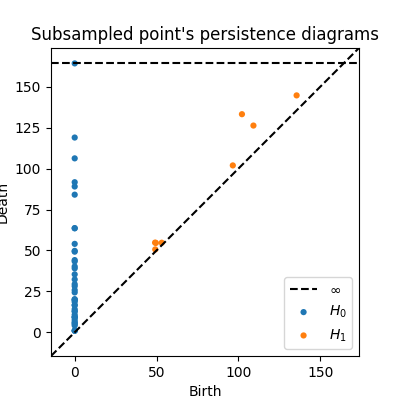 Subsampled point's persistence diagrams
150
125
100
75
50
25
0
Death
0 50 100 150
Birth
∞
H₀
H₁